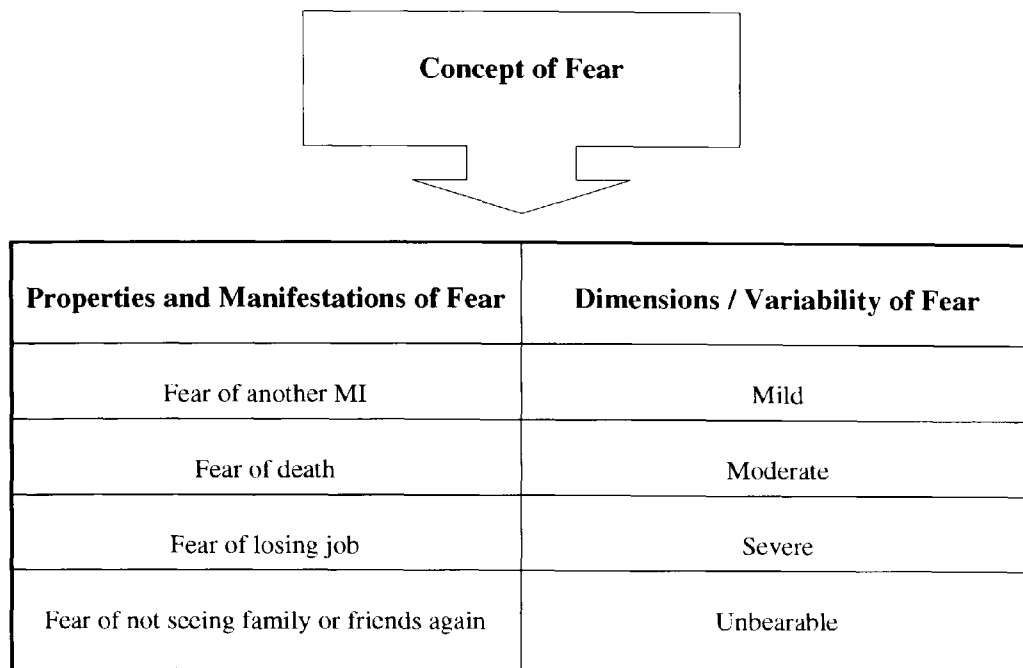 Concept of Fear
Properties and Manifestations of Fear
Dimensions / Variability of Fear
Fear of another MI
Mild
Fear of death
Moderate
Fear of losing job
Severe
Fear of not seeing family or friends again
Unbearable